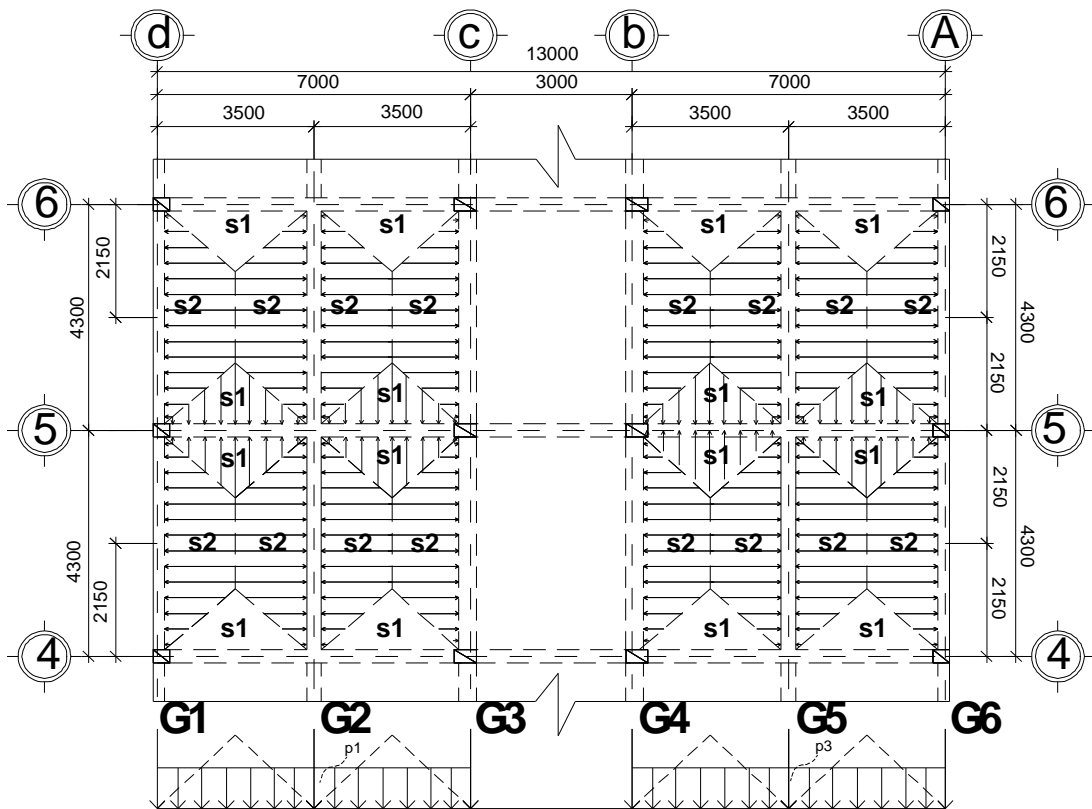 d c b A
13000
7000 3000 7000
3500 3500 3500 3500
6 6
s1 s1 s1 s1
2150 2150
s2 s2 s2 s2 s2 s2 s2 s2
4300 4300
2150
s1 s1 s1 s1
5 5
s1 s1 s1 s1
2150
s2 s2 s2 s2 s2 s2 s2 s2
4300 4300
2150 2150
s1 s1 s1 s1
4 4
G1 G2 G3 G4 G5 G6
p1 p3